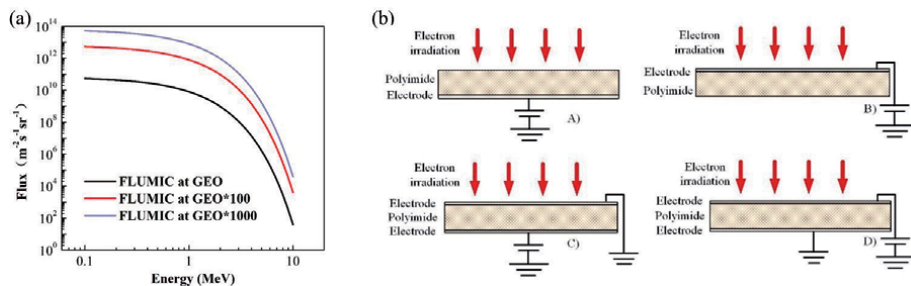 (a)
10^14
10^12
10^10
10^8
10^6
10^4
10^2
10^0
Flux ( m^-2 s^-1 sr^-1)
FLUMIC at GEO
FLUMIC at GEO*100
FLUMIC at GEO*1000
0.1
1
10
Energy (MeV)
(b)
Electron
irradiation
Polyimide
Electrode
A)
Electron
irradiation
Electrode
Polyimide
B)
Electron
irradiation
Electrode
Polyimide
Electrode
C)
Electron
irradiation
Electrode
Polyimide
Electrode
D)